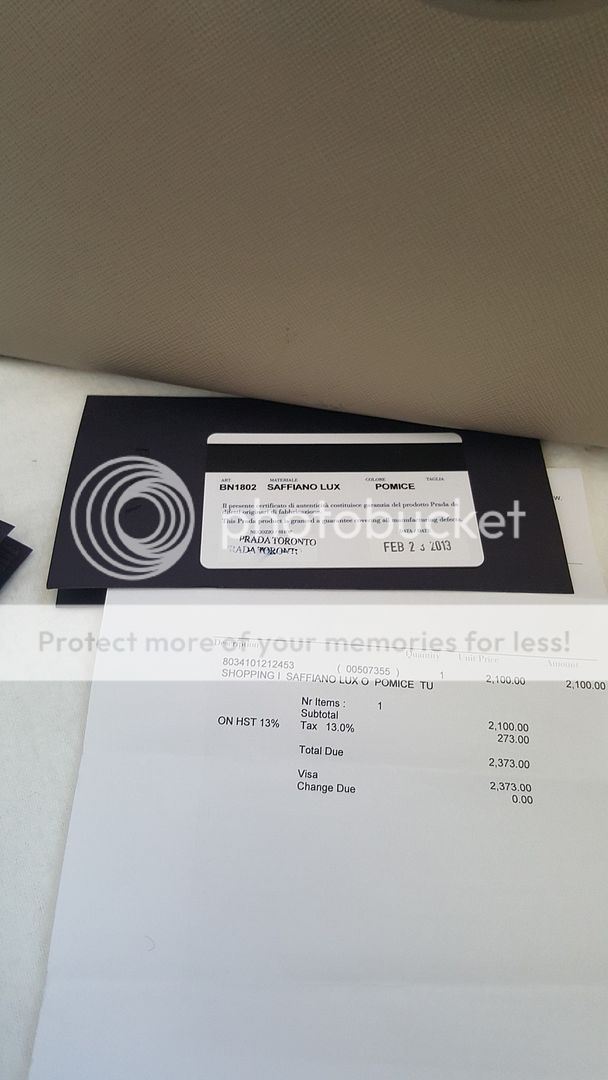 ART. MATERIALE COLORE TAGLIA
BN1802 SAFFIANO LUX POMICE
Il presente certificato di autenticità costituisce garanzia del prodotto Prada da
difetti originari di fabbricazione.
This Prada product is granted a guarantee covering all manufacturing defects.
DATA / DATE
PRADA TORONTO
FEB 2 3 2013
photobucket
Protect more of your memories for less!
Description Quantity Unit Price Amount
8034101212453 ( 00507355 ) 1 2,100.00 2,100.00
SHOPPING I SAFFIANO LUX O POMICE TU
Nr Items : 1
Subtotal 2,100.00
ON HST 13% Tax 13.0% 273.00
Total Due 2,373.00
Visa 2,373.00
Change Due 0.00